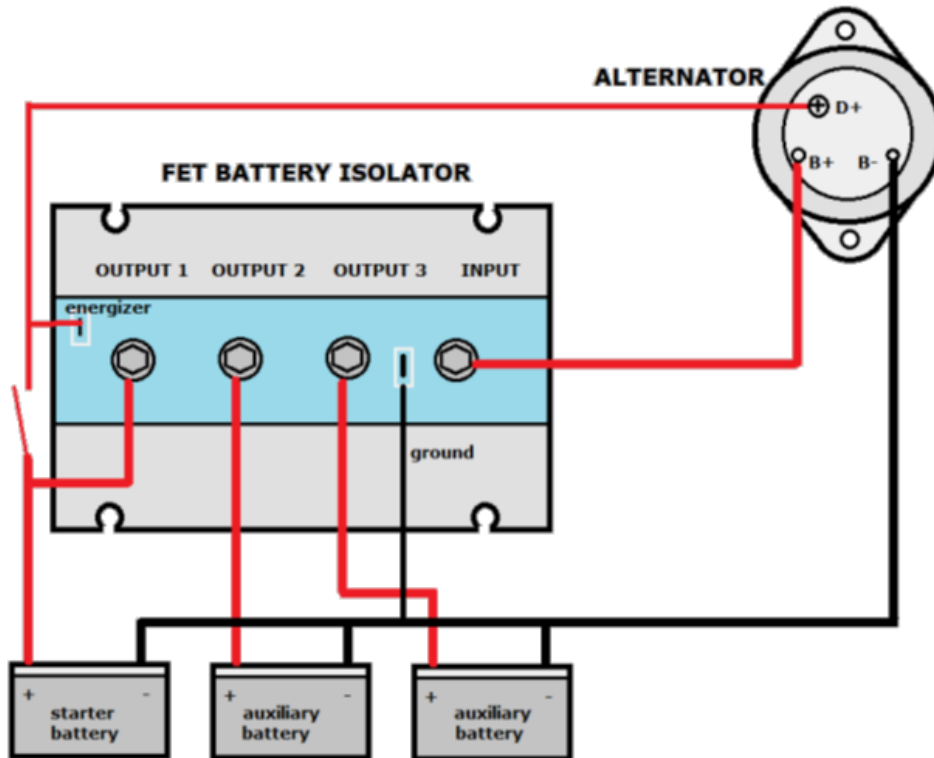 ALTERNATOR
D+
B+ B-
FET BATTERY ISOLATOR
OUTPUT 1 OUTPUT 2 OUTPUT 3 INPUT
energizer
ground
+ - + - + -
starter
battery
auxiliary
battery
auxiliary
battery